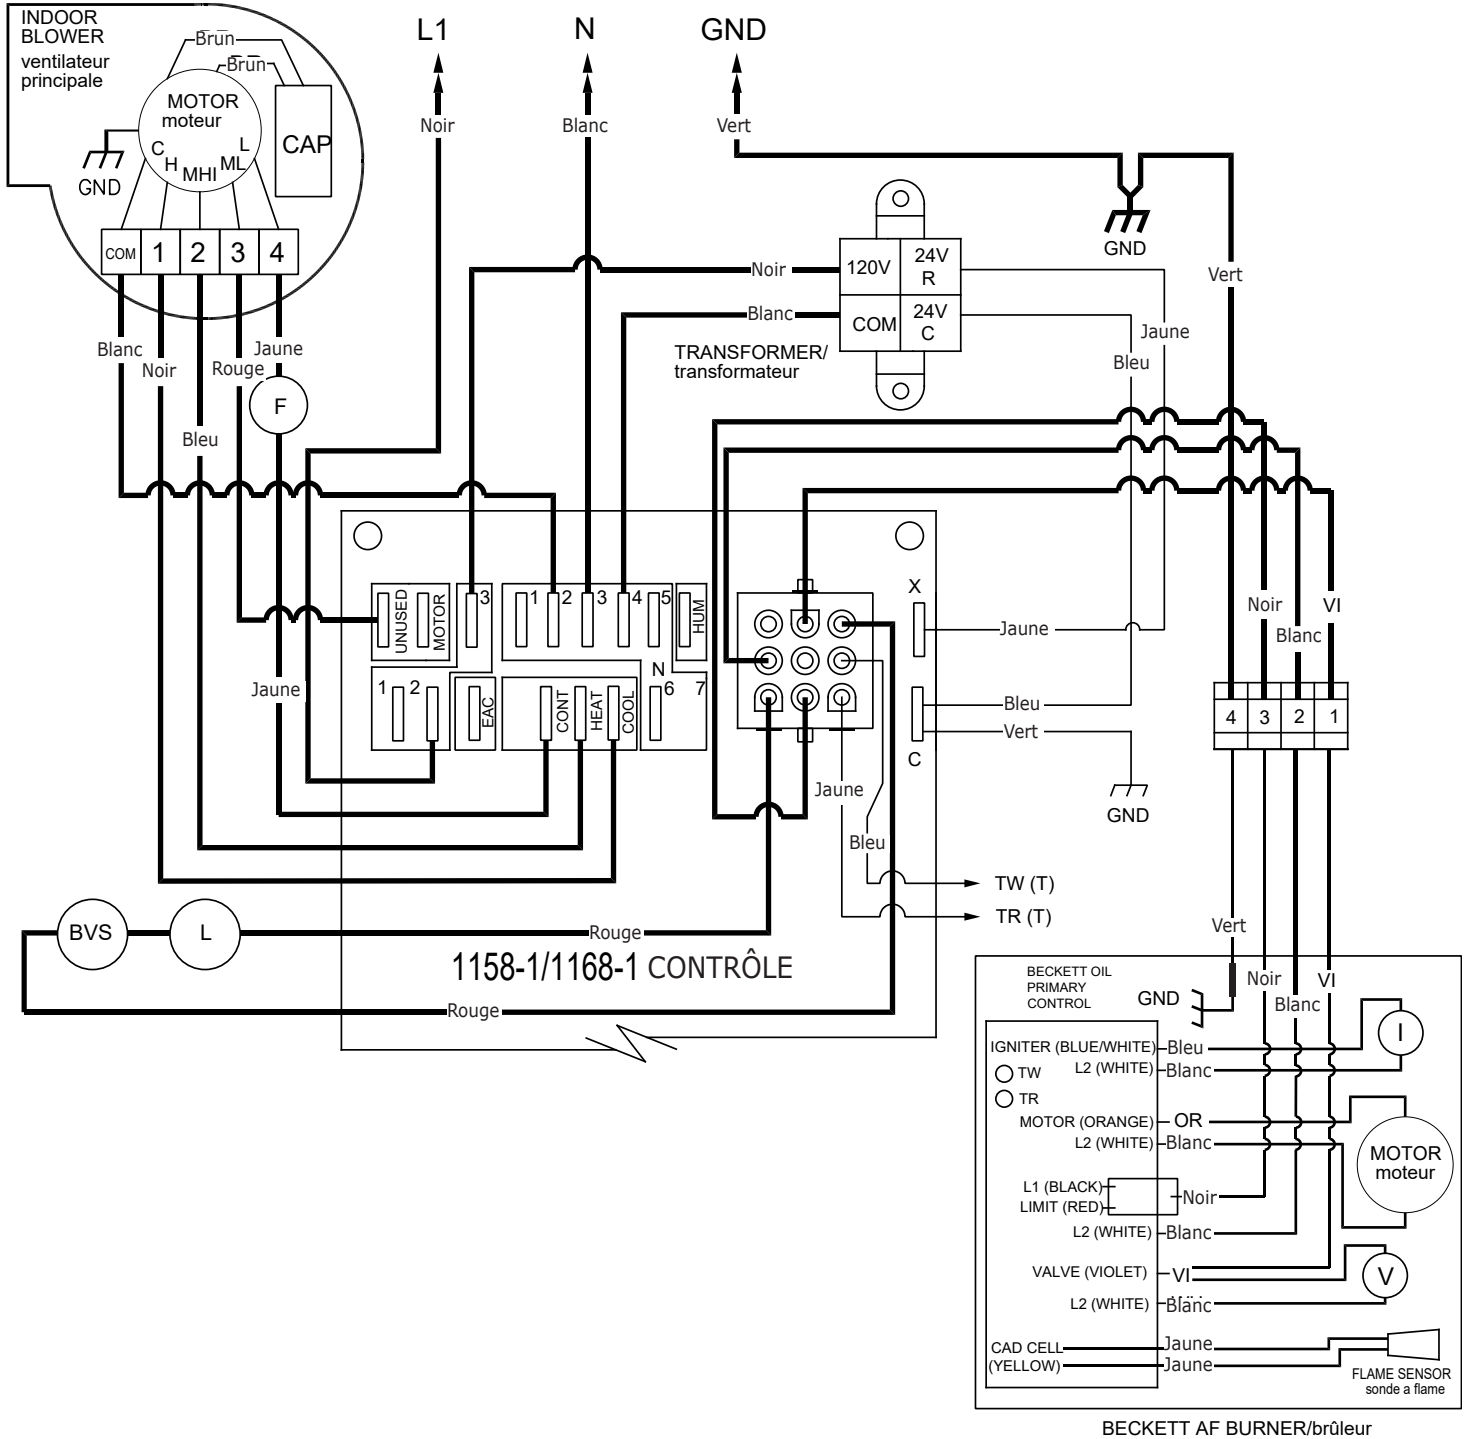 INDOOR
BLOWER
ventilateur
principale
Brun
Brun
MOTOR
moteur
CAP
C
H
MHI
ML
L
GND
COM
1
2
3
4
L1
N
GND
Noir
Blanc
Vert
GND
Vert
Noir
Blanc
120V
24V
R
COM
24V
C
TRANSFORMER/
transformateur
Jaune
Bleu
Blanc
Noir
Bleu
Rouge
Jaune
F
Jaune
UNUSED
MOTOR
3
1
2
3
4
5
HUM
N
6
7
1
2
EAC
CONT
HEAT
COOL
X
Jaune
Bleu
Vert
C
GND
Noir
Blanc
VI
4
3
2
1
Jaune
Bleu
TW (T)
TR (T)
BVS
L
Rouge
1158-1/1168-1 CONTRÔLE
Rouge
Vert
Noir
Blanc
VI
BECKETT OIL
PRIMARY
CONTROL
GND
IGNITER (BLUE/WHITE)
Bleu
L2 (WHITE)
Blanc
I
TW
TR
MOTOR (ORANGE)
OR
L2 (WHITE)
Blanc
MOTOR
moteur
L1 (BLACK)
LIMIT (RED)
Noir
L2 (WHITE)
Blanc
VALVE (VIOLET)
VI
V
L2 (WHITE)
Blanc
CAD CELL
(YELLOW)
Jaune
Jaune
FLAME SENSOR
sonde a flame
BECKETT AF BURNER/brûleur